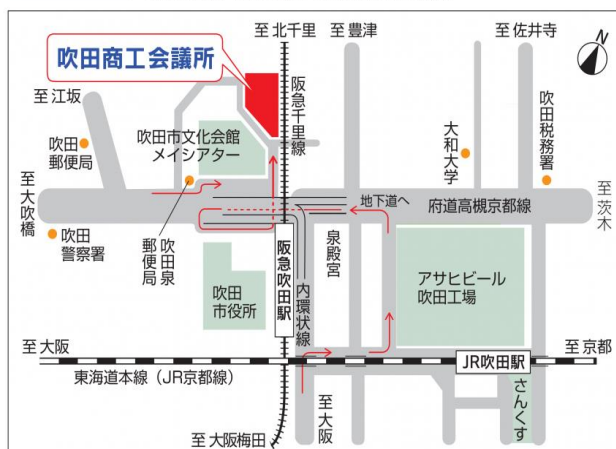 至 北千里
至 豊津
至 佐井寺
N
吹田商工会議所
至 江坂
阪急千里線
吹田市文化会館
メイシアター
吹田
郵便局
大和大学
吹田税務署
至 大吹橋
地下道へ
府道高槻京都線
至 茨木
吹田
警察署
吹田泉
郵便局
阪急吹田駅
泉殿宮
内環状線
吹田
市役所
アサヒビール
吹田工場
至 大阪
JR吹田駅
至 京都
東海道本線（JR京都線）
さんくす
至 大阪
至 大阪梅田